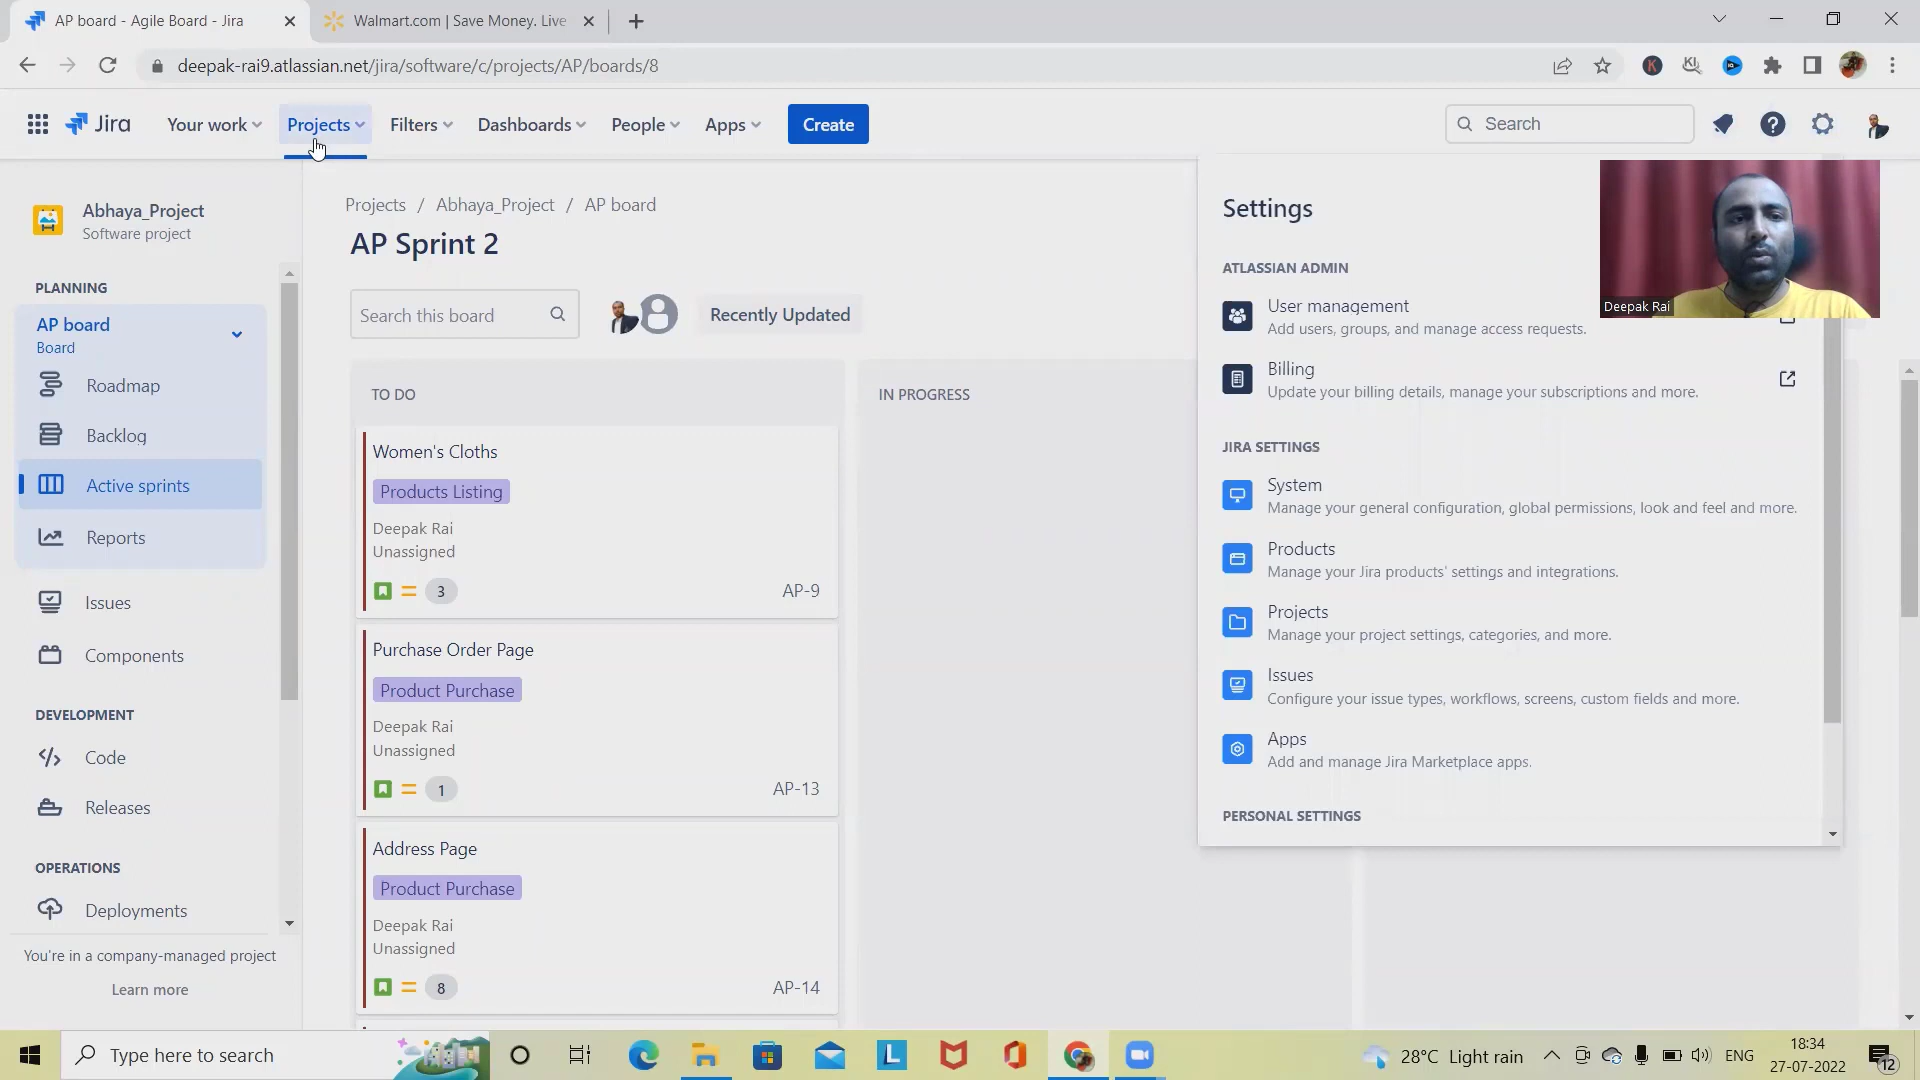 AP board - Agile Board - Jira
Walmart.com | Save Money. Live
deepak-rai9.atlassian.net/jira/software/c/projects/AP/boards/8
Jira
Your work
Projects
Filters
Dashboards
People
Apps
Create
Search
Abhaya_Project
Software project
PLANNING
AP board
Board
Roadmap
Backlog
Active sprints
Reports
Issues
Components
DEVELOPMENT
Code
Releases
OPERATIONS
Deployments
You're in a company-managed project
Learn more
Projects / Abhaya_Project / AP board
AP Sprint 2
Search this board
Recently Updated
TO DO
Women's Cloths
Products Listing
Deepak Rai
Unassigned
3
AP-9
Purchase Order Page
Product Purchase
Deepak Rai
Unassigned
1
AP-13
Address Page
Product Purchase
Deepak Rai
Unassigned
8
AP-14
IN PROGRESS
Settings
ATLASSIAN ADMIN
User management
Add users, groups, and manage access requests.
Billing
Update your billing details, manage your subscriptions and more.
JIRA SETTINGS
System
Manage your general configuration, global permissions, look and feel and more.
Products
Manage your Jira products' settings and integrations.
Projects
Manage your project settings, categories, and more.
Issues
Configure your issue types, workflows, screens, custom fields and more.
Apps
Add and manage Jira Marketplace apps.
PERSONAL SETTINGS
Deepak Rai
Type here to search
28°C Light rain
ENG
18:34
27-07-2022
12